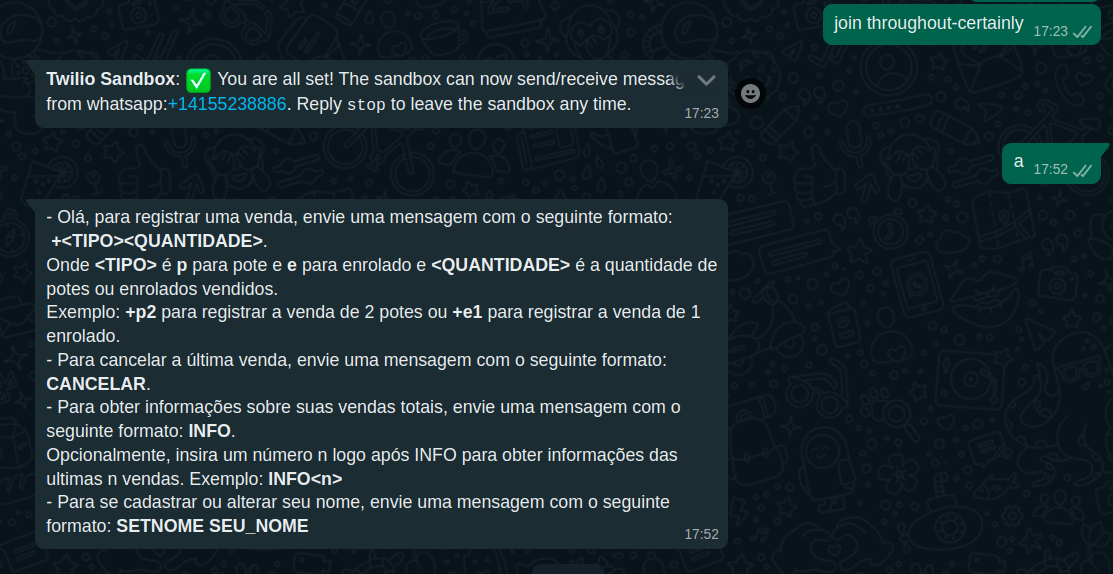 join throughout-certainly 17:23
Twilio Sandbox: ✅ You are all set! The sandbox can now send/receive
from whatsapp:+14155238886. Reply stop to leave the sandbox any time.
17:23
a 17:52
- Olá, para registrar uma venda, envie uma mensagem com o seguinte formato:
+<TIPO><QUANTIDADE>.
Onde <TIPO> é p para pote e e para enrolado e <QUANTIDADE> é a quantidade de
potes ou enrolados vendidos.
Exemplo: +p2 para registrar a venda de 2 potes ou +e1 para registrar a venda de 1
enrolado.
- Para cancelar a última venda, envie uma mensagem com o seguinte formato:
CANCELAR.
- Para obter informações sobre suas vendas totais, envie uma mensagem com o
seguinte formato: INFO.
Opcionalmente, insira um número n logo após INFO para obter informações das
ultimas n vendas. Exemplo: INFO<n>
- Para se cadastrar ou alterar seu nome, envie uma mensagem com o seguinte
formato: SETNOME SEU_NOME
17:52